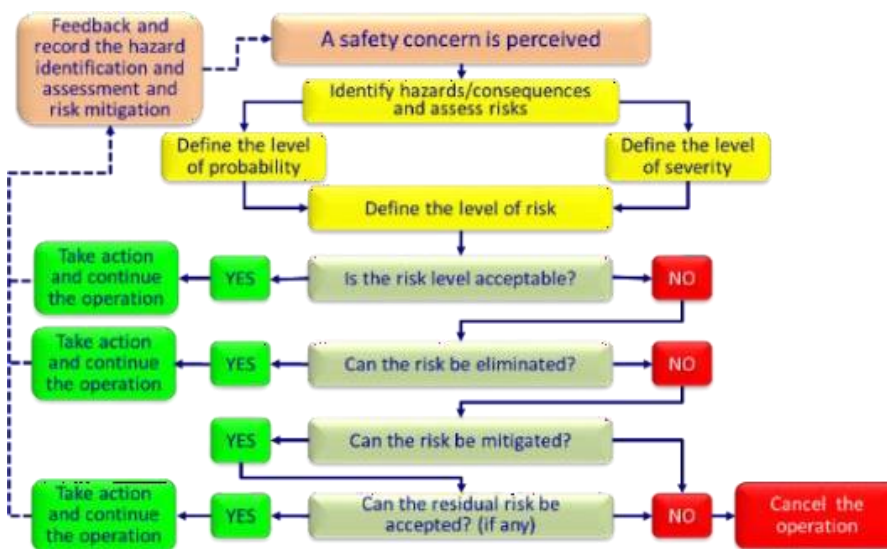 Feedback and
record the hazard
identification and
assessment and
risk mitigation
A safety concern is perceived
Identify hazards/consequences
and assess risks
Define the level
of probability
Define the level
of severity
Define the level of risk
Take action
and continue
the operation
YES
Is the risk level acceptable?
NO
Take action
and continue
the operation
YES
Can the risk be eliminated?
NO
YES
Can the risk be mitigated?
Take action
and continue
the operation
YES
Can the residual risk be
accepted? (if any)
NO
Cancel the
operation